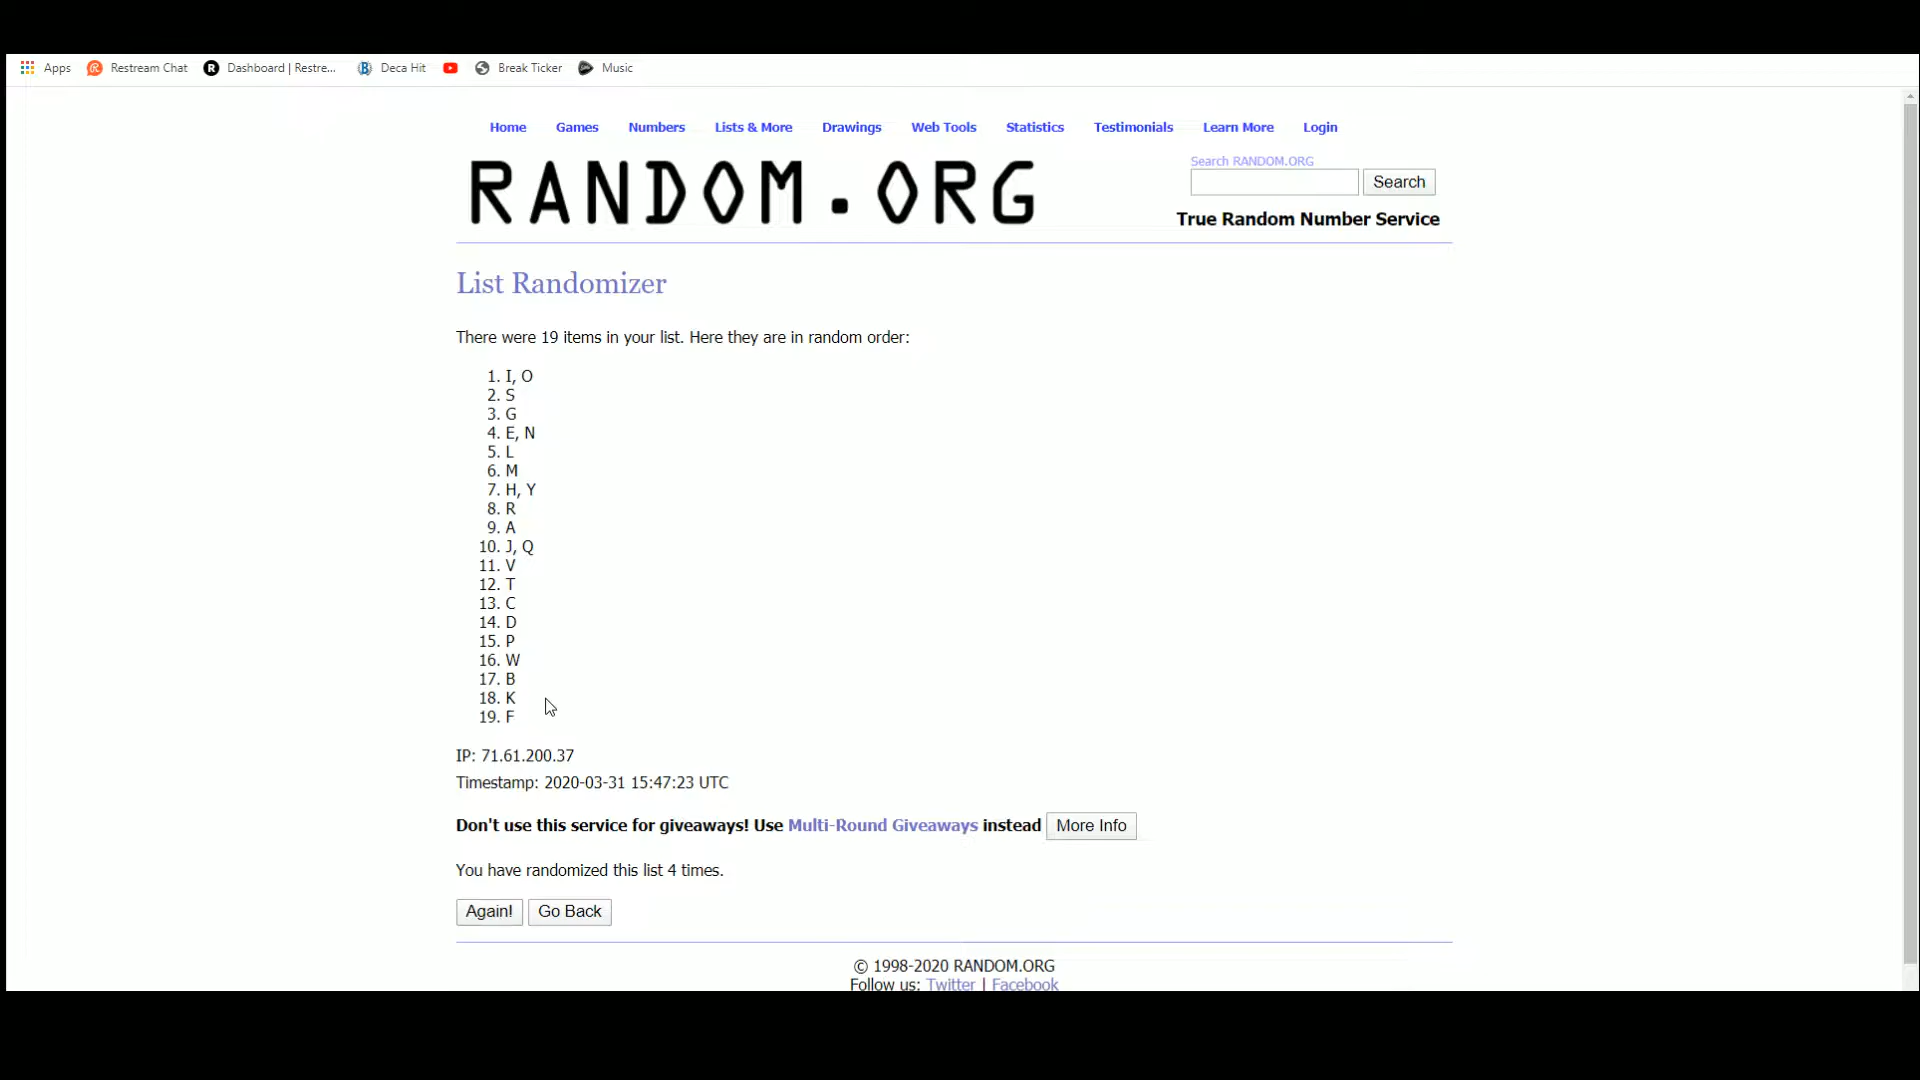 Apps Restream Chat Dashboard | Restre... Deca Hit Break Ticker Music
Home Games Numbers Lists & More Drawings Web Tools Statistics Testimonials Learn More Login
RANDOM.ORG
Search RANDOM.ORG
Search
True Random Number Service
List Randomizer
There were 19 items in your list. Here they are in random order:
1. I, O
2. S
3. G
4. E, N
5. L
6. M
7. H, Y
8. R
9. A
10. J, Q
11. V
12. T
13. C
14. D
15. P
16. W
17. B
18. K
19. F
IP: 71.61.200.37
Timestamp: 2020-03-31 15:47:23 UTC
Don't use this service for giveaways! Use Multi-Round Giveaways instead More Info
You have randomized this list 4 times.
Again! Go Back
© 1998-2020 RANDOM.ORG
Follow us: Twitter | Facebook